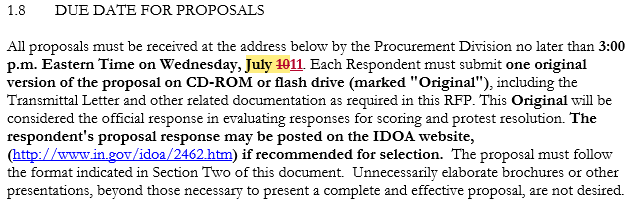 1.8 DUE DATE FOR PROPOSALS
All proposals must be received at the address below by the Procurement Division no later than 3:00
p.m. Eastern Time on Wednesday, July 1011. Each Respondent must submit one original
version of the proposal on CD-ROM or flash drive (marked "Original"), including the
Transmittal Letter and other related documentation as required in this RFP. This Original will be
considered the official response in evaluating responses for scoring and protest resolution. The
respondent's proposal response may be posted on the IDOA website,
(http://www.in.gov/idoa/2462.htm) if recommended for selection. The proposal must follow
the format indicated in Section Two of this document. Unnecessarily elaborate brochures or other
presentations, beyond those necessary to present a complete and effective proposal, are not desired.